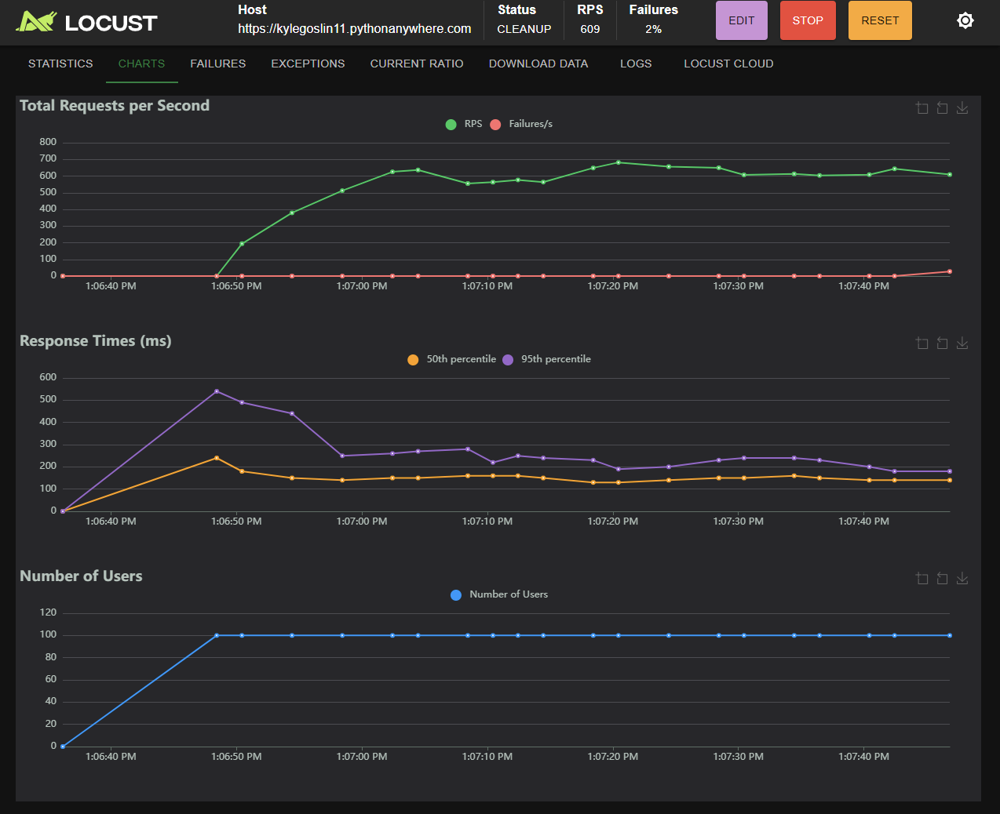 LOCUST
Host
https://kylegoslin11.pythonanywhere.com
Status
CLEANUP
RPS
609
Failures
2%
EDIT
STOP
RESET
STATISTICS CHARTS FAILURES EXCEPTIONS CURRENT RATIO DOWNLOAD DATA LOGS LOCUST CLOUD
Total Requests per Second
RPS Failures/s
800
700
600
500
400
300
200
100
0
1:06:40 PM 1:06:50 PM 1:07:00 PM 1:07:10 PM 1:07:20 PM 1:07:30 PM 1:07:40 PM
Response Times (ms)
50th percentile 95th percentile
600
500
400
300
200
100
0
1:06:40 PM 1:06:50 PM 1:07:00 PM 1:07:10 PM 1:07:20 PM 1:07:30 PM 1:07:40 PM
Number of Users
Number of Users
120
100
80
60
40
20
0
1:06:40 PM 1:06:50 PM 1:07:00 PM 1:07:10 PM 1:07:20 PM 1:07:30 PM 1:07:40 PM